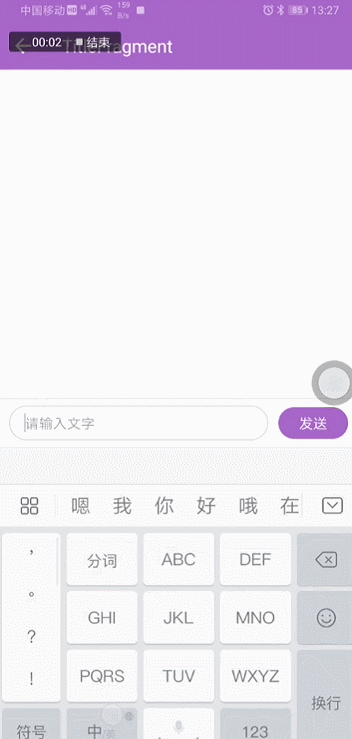 中国移动 HD 46 159 B/s 85 13:27
00:02 结束
Fragment
请输入文字 发送
嗯 我 你 好 哦 在
， 分词 ABC DEF
。
GHI JKL MNO
?
PQRS TUV WXYZ
!
换行
符号 中/英 123